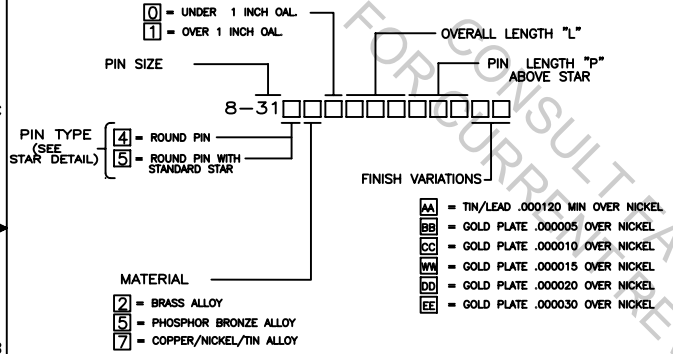 0 = UNDER 1 INCH OAL.
1 = OVER 1 INCH OAL.
OVERALL LENGTH "L"
PIN SIZE
PIN LENGTH "P"
ABOVE STAR
8-31
PIN TYPE
(SEE
STAR DETAIL)
4 = ROUND PIN
5 = ROUND PIN WITH
STANDARD STAR
FINISH VARIATIONS
AA = TIN/LEAD .000120 MIN OVER NICKEL
BB = GOLD PLATE .000005 OVER NICKEL
CC = GOLD PLATE .000010 OVER NICKEL
WW = GOLD PLATE .000015 OVER NICKEL
DD = GOLD PLATE .000020 OVER NICKEL
EE = GOLD PLATE .000030 OVER NICKEL
MATERIAL
2 = BRASS ALLOY
5 = PHOSPHOR BRONZE ALLOY
7 = COPPER/NICKEL/TIN ALLOY
CONSULT
FOR CURRENT